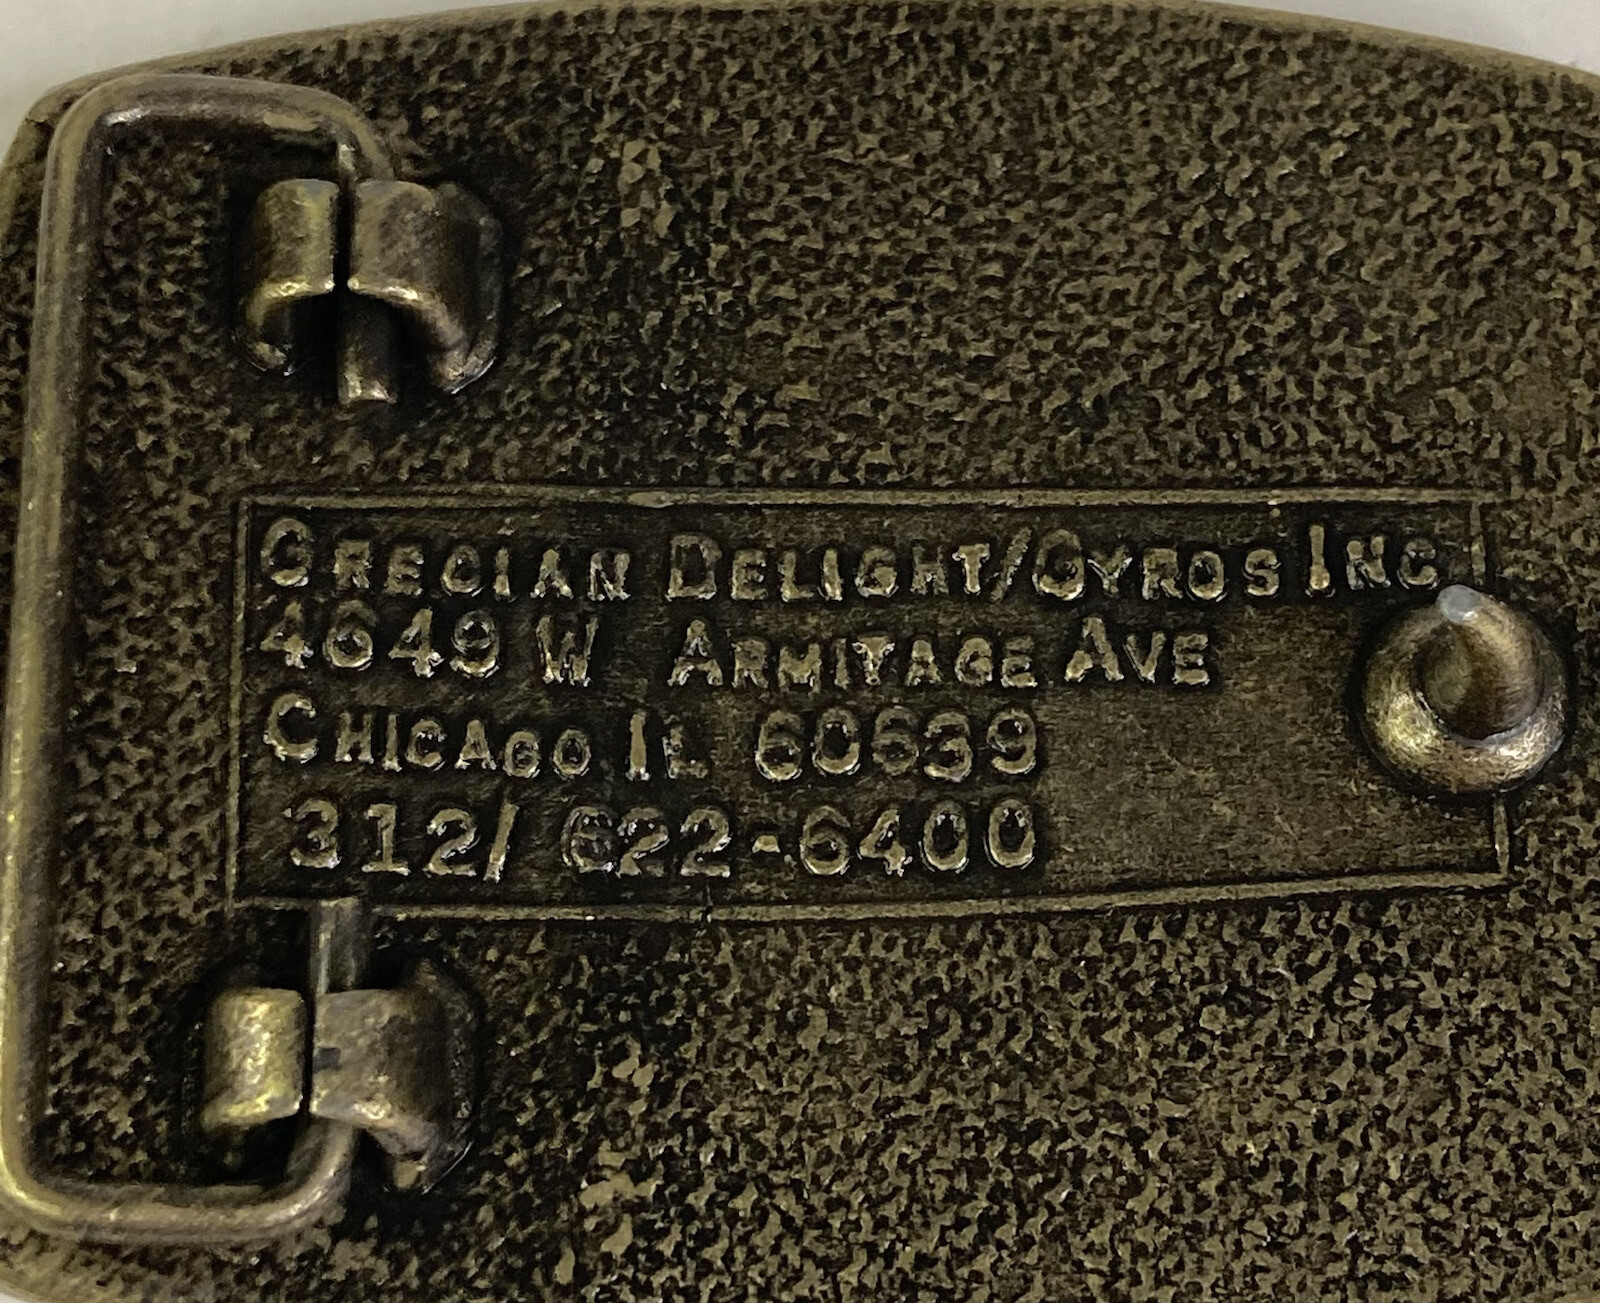 GRECIAN DELIGHT/GYROS INC
4649 W ARMITAGE AVE
CHICAGO IL 60639
312/ 622-6400